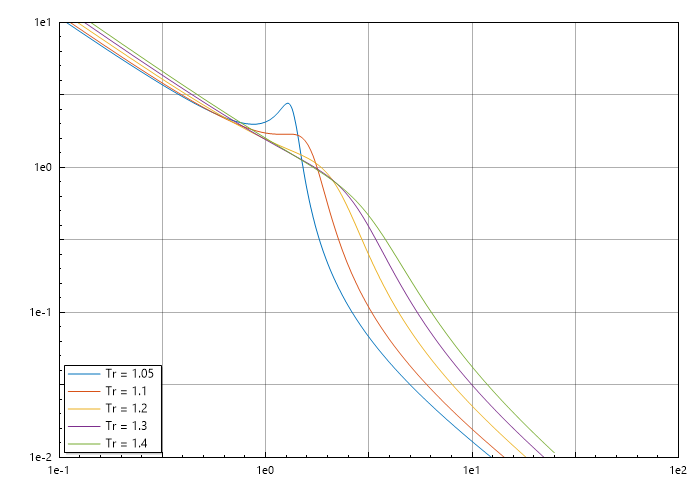 1e1
1e0
1e-1
1e-2
Tr = 1.05
Tr = 1.1
Tr = 1.2
Tr = 1.3
Tr = 1.4
1e-1 1e0 1e1 1e2